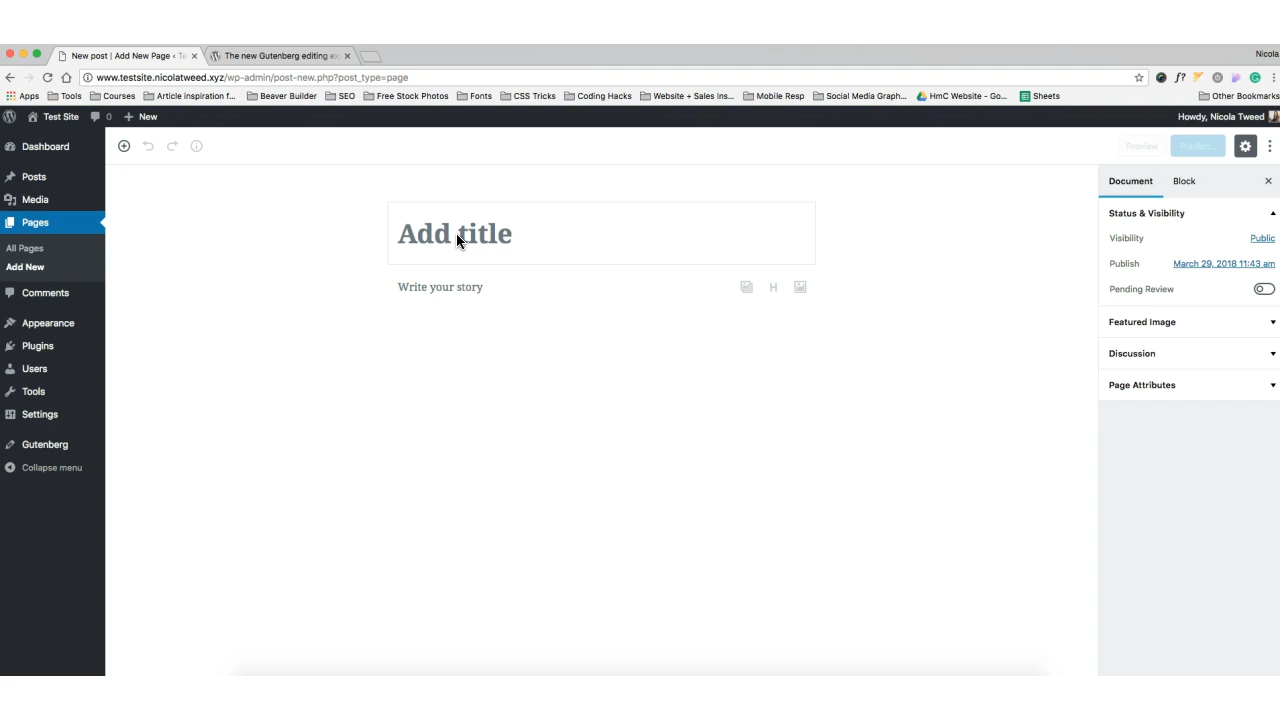 New post | Add New Page ‹ Te
The new Gutenberg editing ex
Nicola
www.testsite.nicolatweed.xyz/wp-admin/post-new.php?post_type=page
f?
Apps Tools Courses Article inspiration f... Beaver Builder SEO Free Stock Photos Fonts CSS Tricks Coding Hacks Website + Sales Ins... Mobile Resp Social Media Graph... HmC Website - Go... Sheets Other Bookmarks
Test Site 0 + New Howdy, Nicola Tweed
Dashboard
Posts
Media
Pages
All Pages
Add New
Comments
Appearance
Plugins
Users
Tools
Settings
Gutenberg
Collapse menu
Preview Publish...
Add title
Write your story
H
Document Block
Status & Visibility
Visibility Public
Publish March 29, 2018 11:43 am
Pending Review
Featured Image
Discussion
Page Attributes